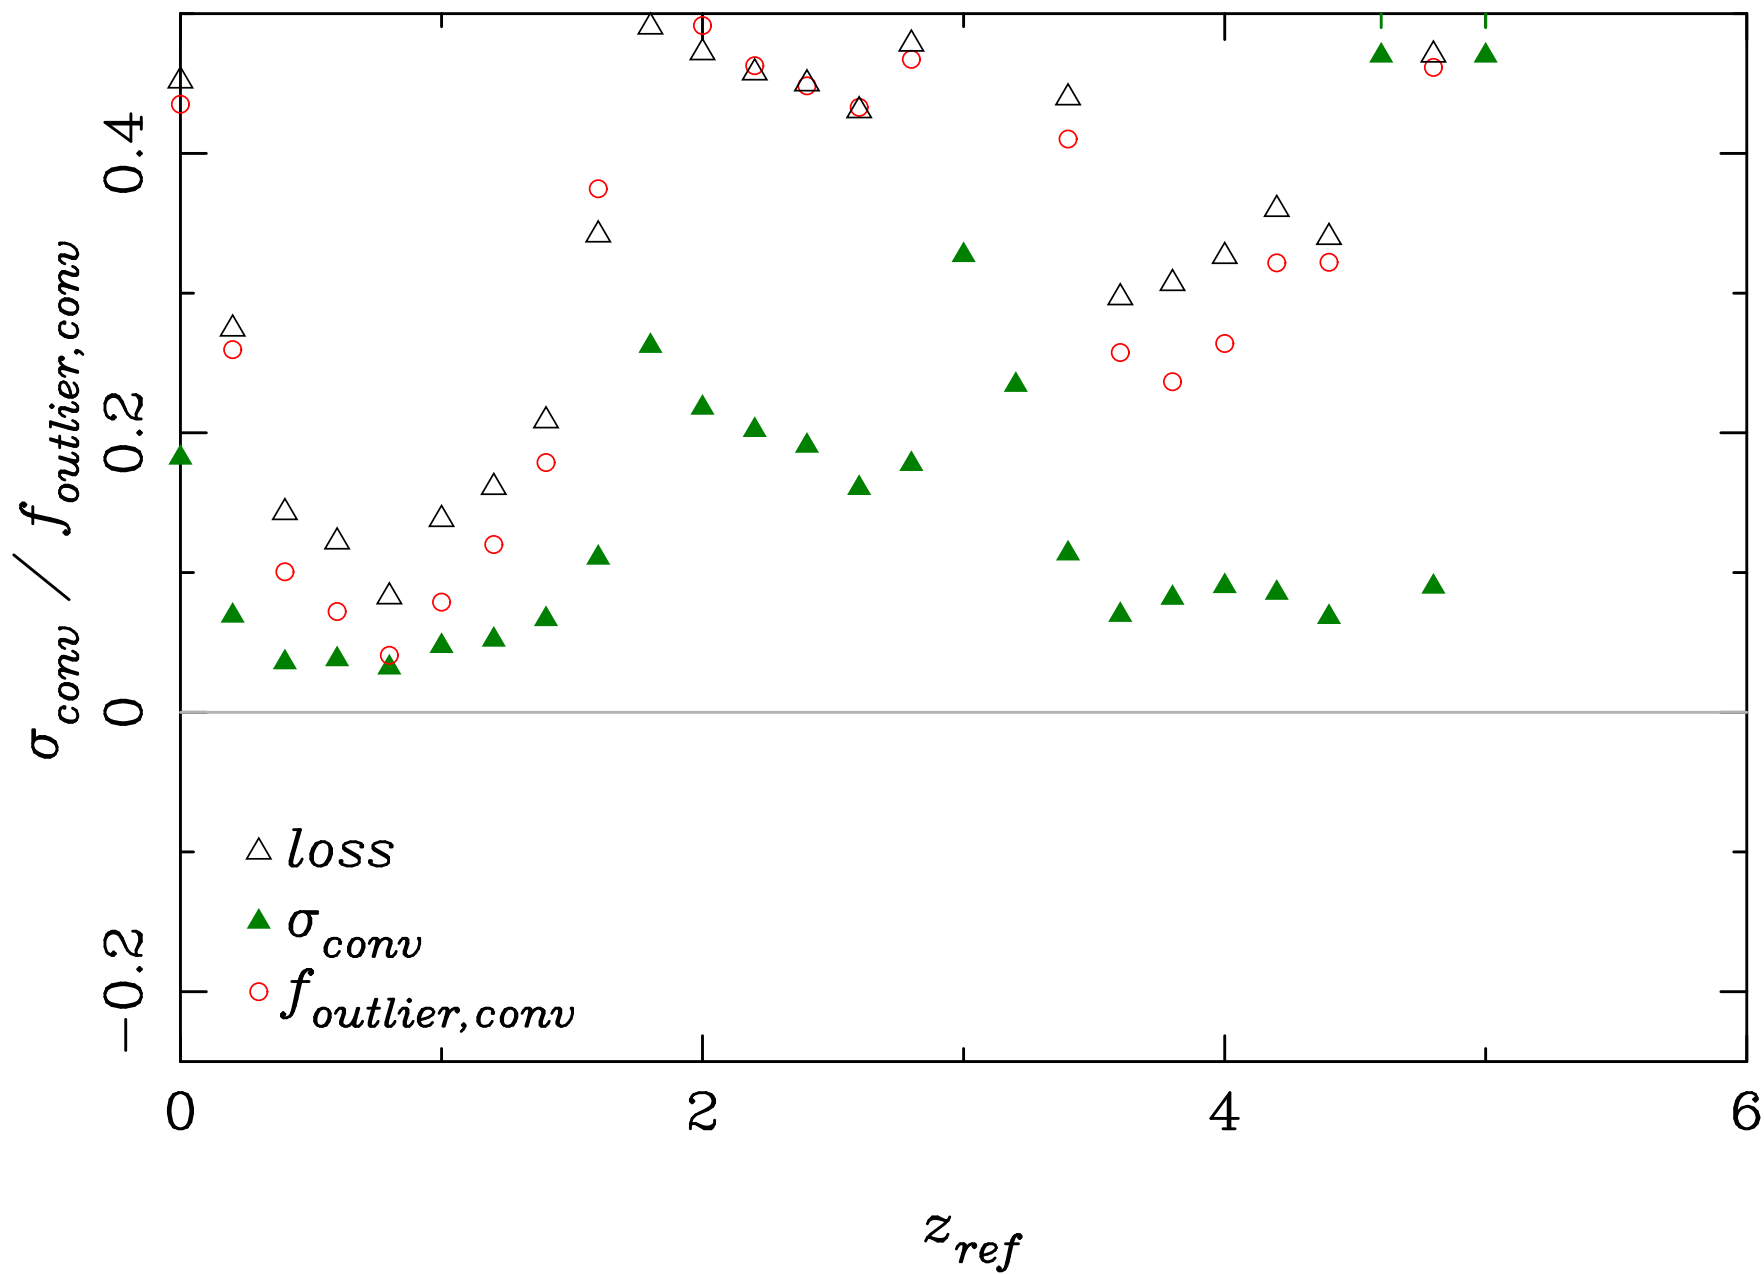 0.4
0.2
0
−0.2
σconv / foutlier,conv
loss
σconv
foutlier,conv
0 2 4 6
zref